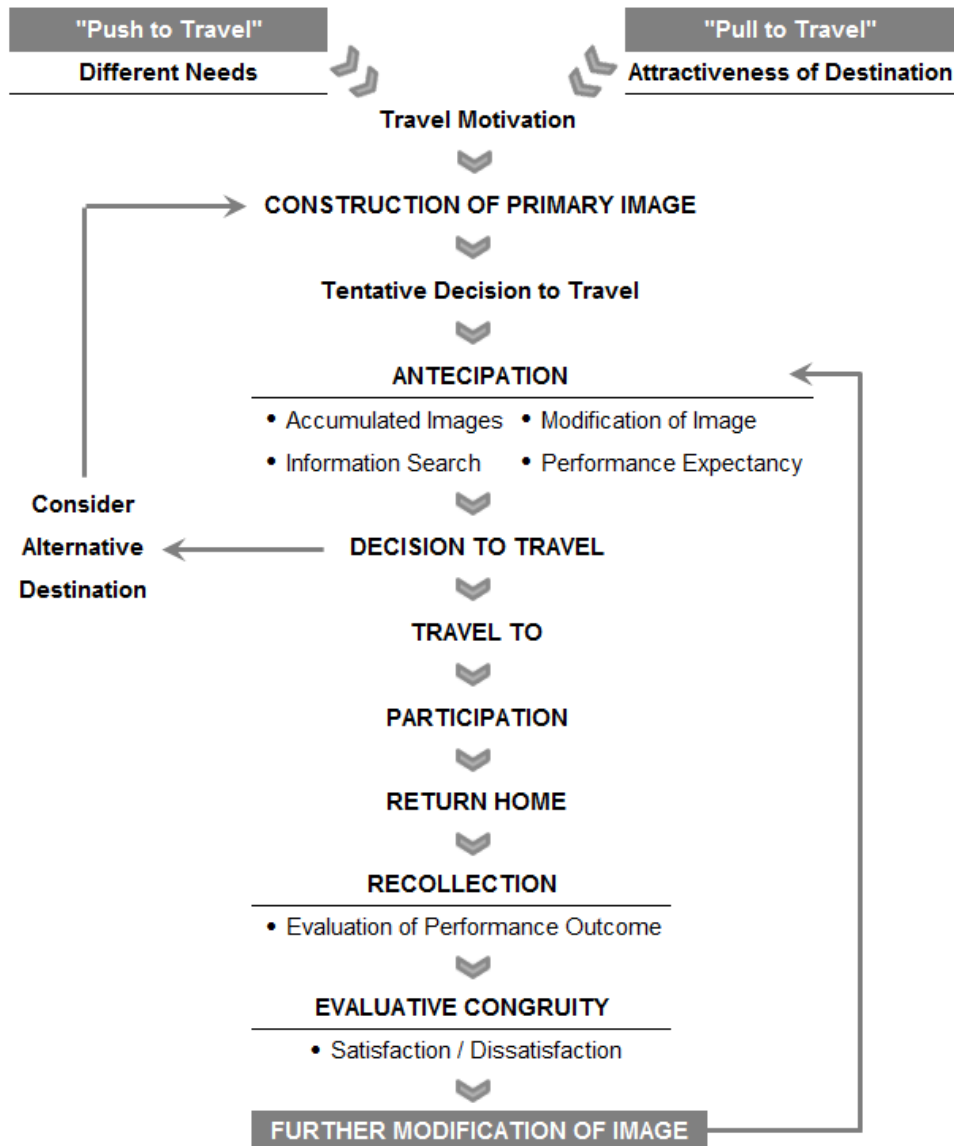 "Push to Travel"
"Pull to Travel"
Different Needs
Attractiveness of Destination
Travel Motivation
CONSTRUCTION OF PRIMARY IMAGE
Tentative Decision to Travel
ANTECIPATION
• Accumulated Images • Modification of Image
• Information Search • Performance Expectancy
Consider
Alternative
Destination
DECISION TO TRAVEL
TRAVEL TO
PARTICIPATION
RETURN HOME
RECOLLECTION
• Evaluation of Performance Outcome
EVALUATIVE CONGRUITY
• Satisfaction / Dissatisfaction
FURTHER MODIFICATION OF IMAGE